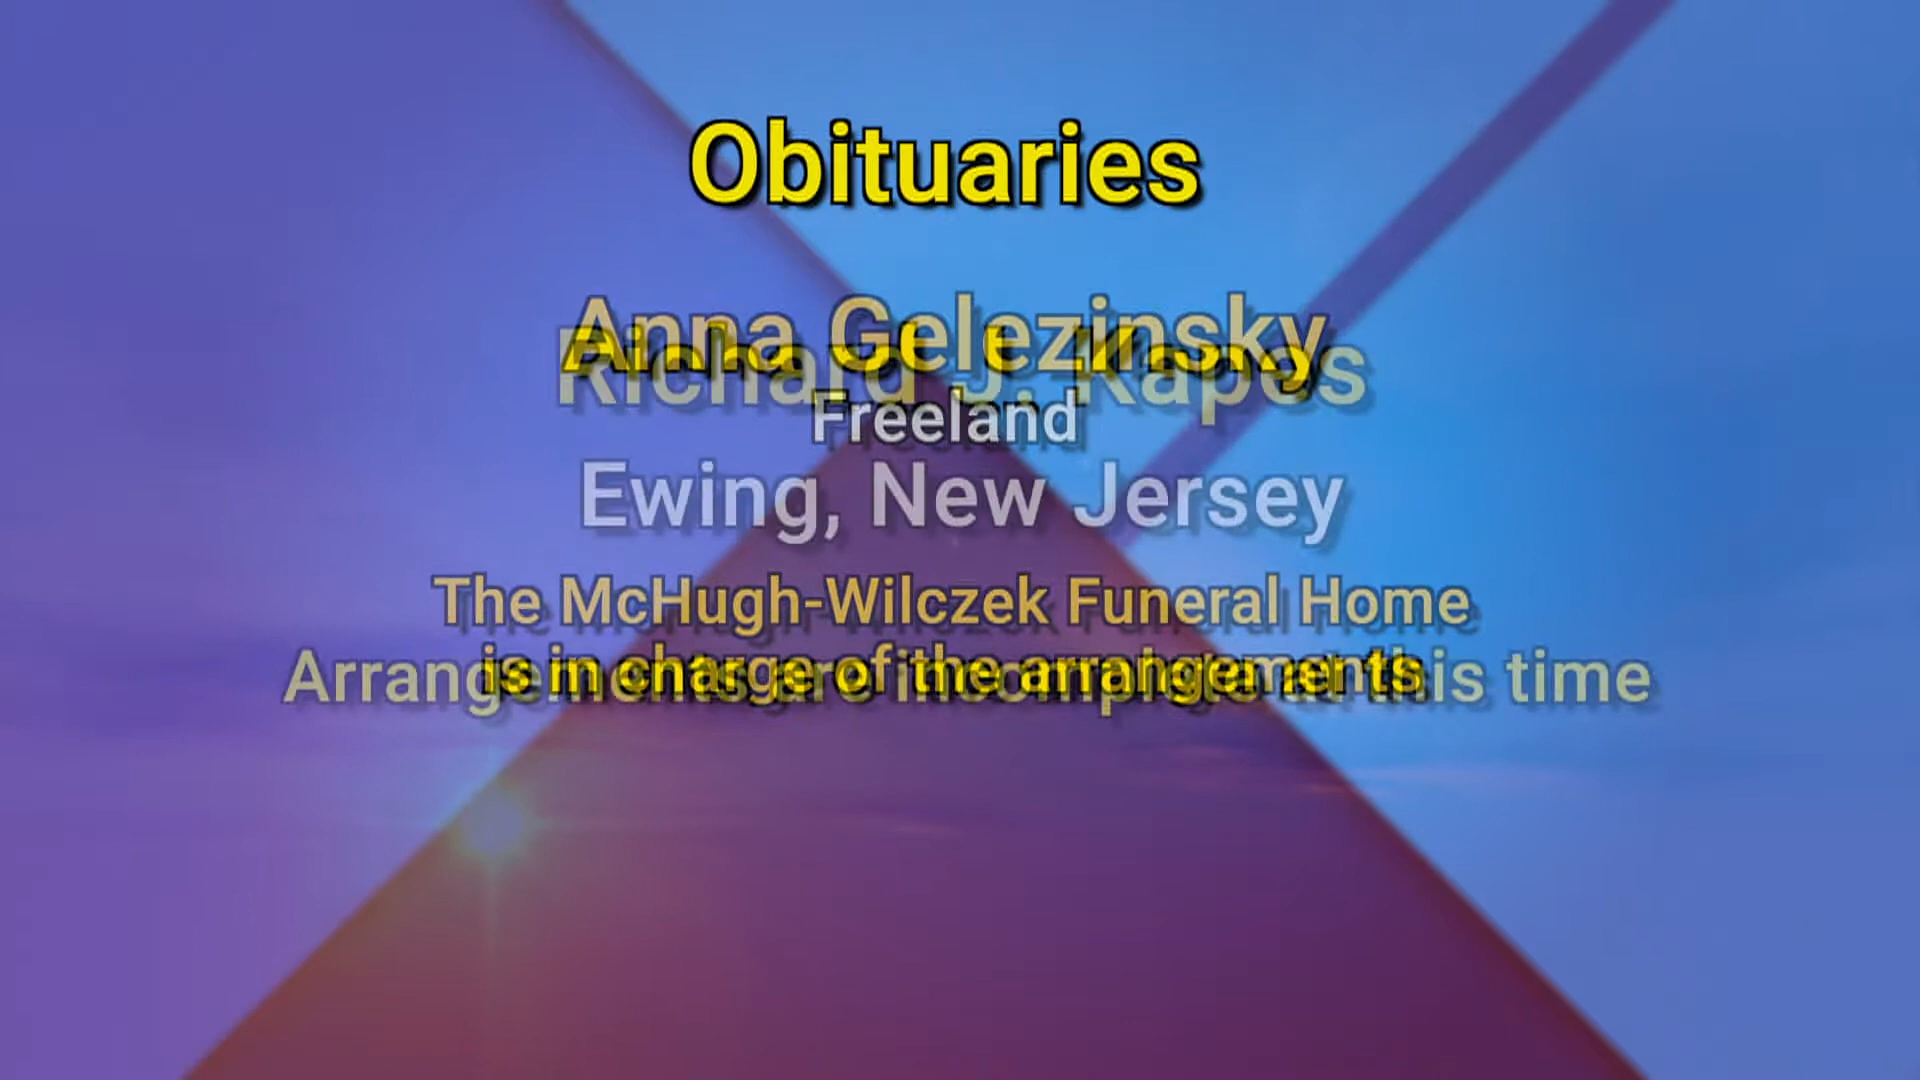 Obituaries
Anna Gelezinsky
Richard J. Kapes
Freeland
Ewing, New Jersey
The McHugh-Wilczek Funeral Home
is in charge of the arrangements
Arrangements are incomplete at this time